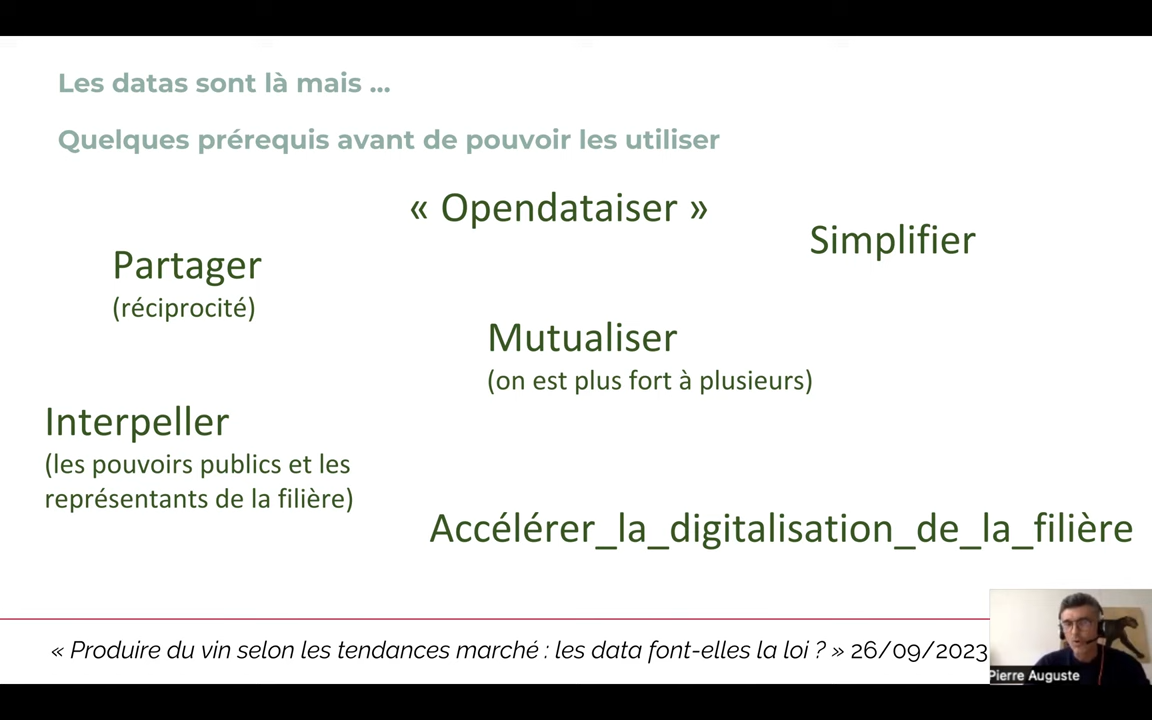 Les datas sont là mais ...
Quelques prérequis avant de pouvoir les utiliser
« Opendataiser »
Simplifier
Partager
(réciprocité)
Mutualiser
(on est plus fort à plusieurs)
Interpeller
(les pouvoirs publics et les
représentants de la filière)
Accélérer_la_digitalisation_de_la_filière
« Produire du vin selon les tendances marché : les data font-elles la loi ? » 26/09/2023
Pierre Auguste